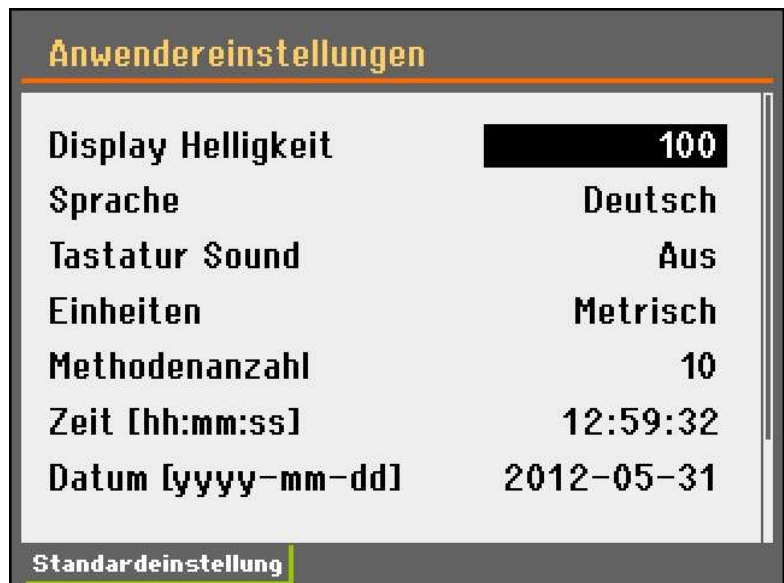 Anwendereinstellungen
Display Helligkeit 100
Sprache Deutsch
Tastatur Sound Aus
Einheiten Metrisch
Methodenanzahl 10
Zeit [hh:mm:ss] 12:59:32
Datum [yyyy-mm-dd] 2012-05-31
Standardeinstellung